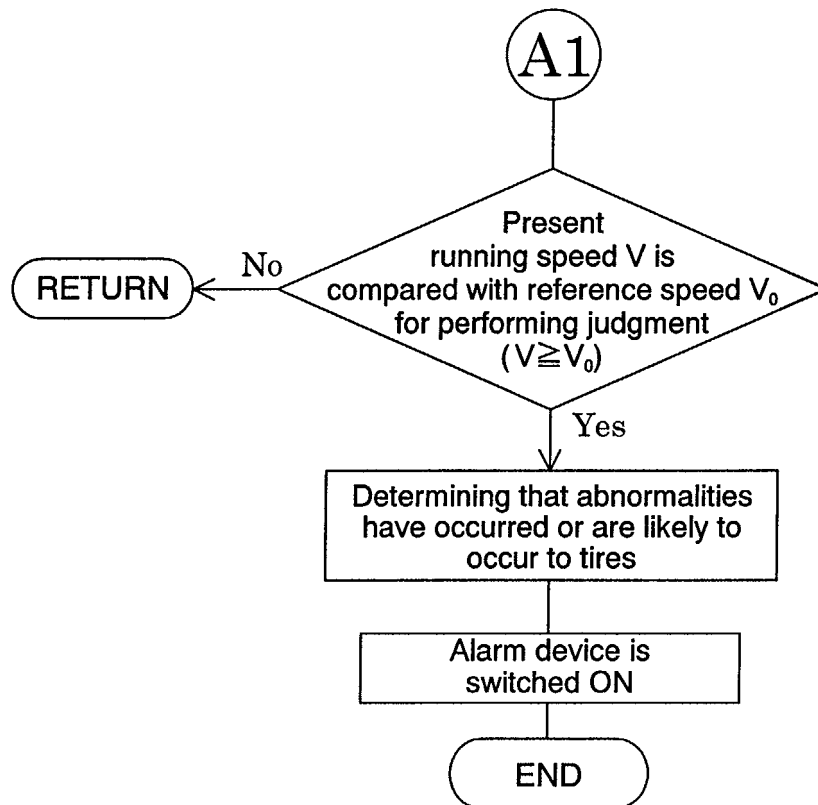 A1
Present
running speed V is
compared with reference speed V₀
for performing judgment
(V≧V₀)
No
RETURN
Yes
Determining that abnormalities
have occurred or are likely to
occur to tires
Alarm device is
switched ON
END